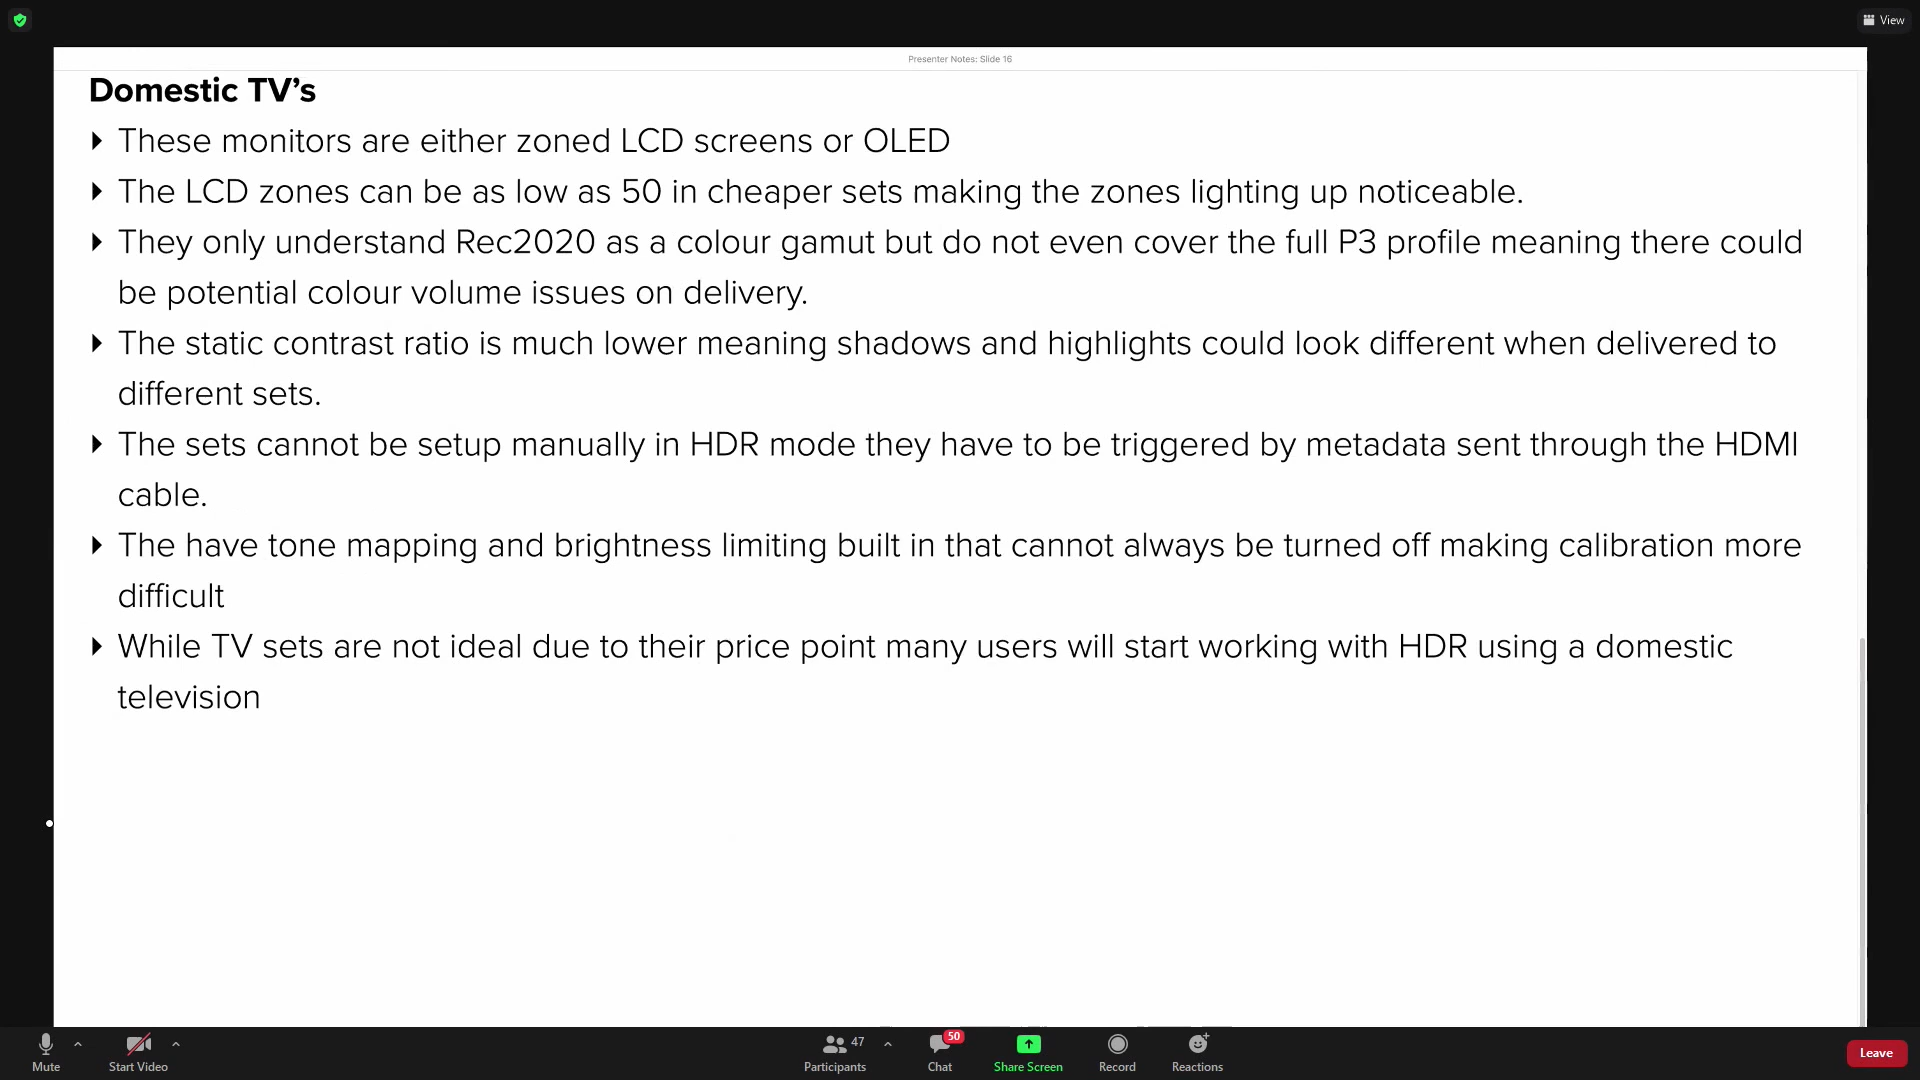 View
Presenter Notes: Slide 16
Domestic TV’s
These monitors are either zoned LCD screens or OLED
The LCD zones can be as low as 50 in cheaper sets making the zones lighting up noticeable.
They only understand Rec2020 as a colour gamut but do not even cover the full P3 profile meaning there could
be potential colour volume issues on delivery.
The static contrast ratio is much lower meaning shadows and highlights could look different when delivered to
different sets.
The sets cannot be setup manually in HDR mode they have to be triggered by metadata sent through the HDMI
cable.
The have tone mapping and brightness limiting built in that cannot always be turned off making calibration more
difficult
While TV sets are not ideal due to their price point many users will start working with HDR using a domestic
television
47
50
Mute
Start Video
Participants
Chat
Share Screen
Record
Reactions
Leave